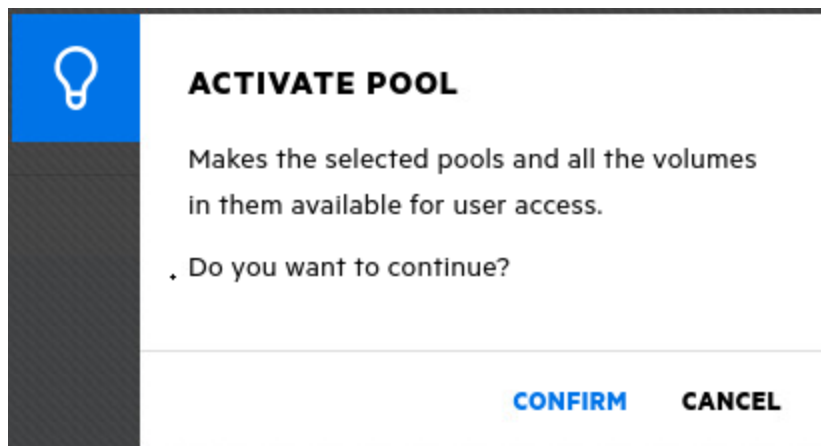 ACTIVATE POOL
Makes the selected pools and all the volumes
in them available for user access.
Do you want to continue?
CONFIRM CANCEL